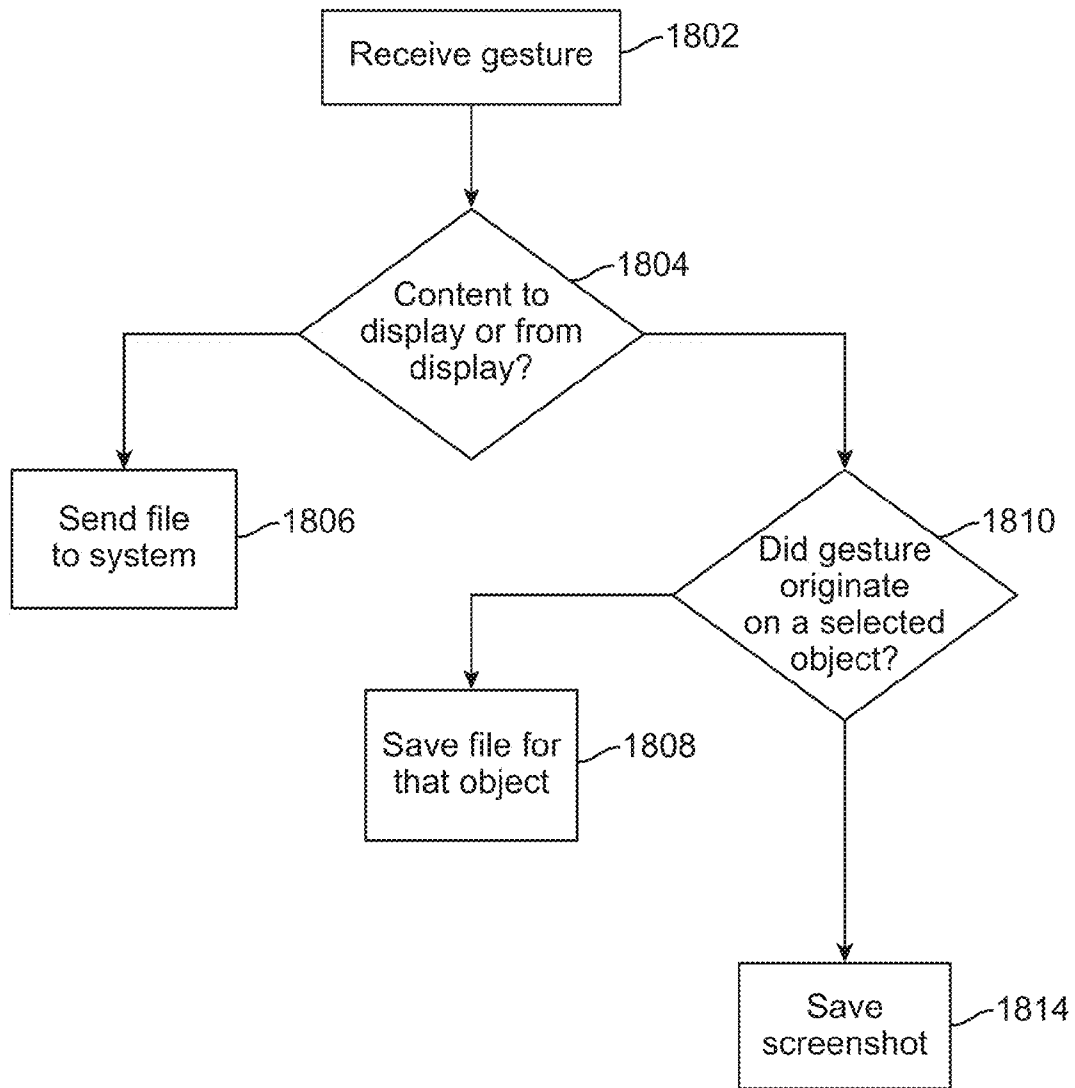 Receive gesture
1802
Content to
display or from
display?
1804
Send file
to system
1806
Did gesture
originate
on a selected
object?
1810
Save file for
that object
1808
Save
screenshot
1814